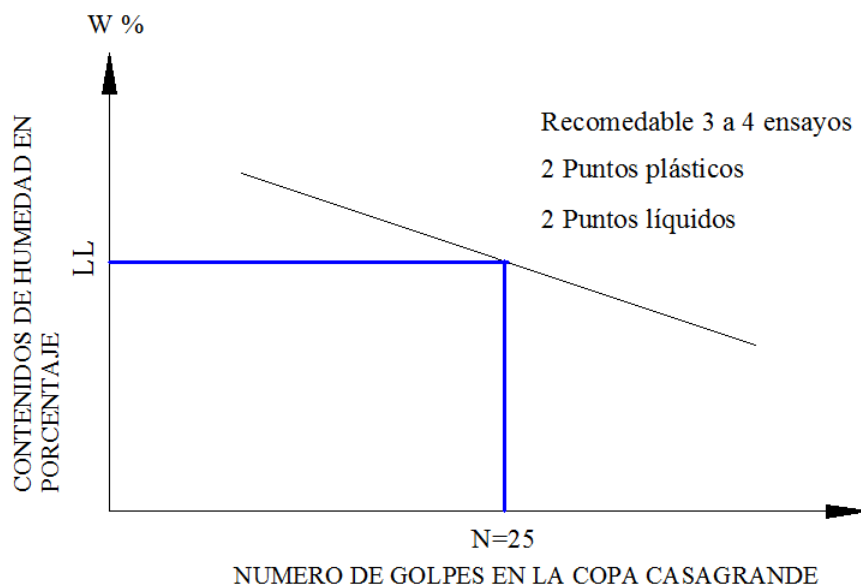 W %
Recomedable 3 a 4 ensayos
2 Puntos plásticos
2 Puntos líquidos
LL
CONTENIDOS DE HUMEDAD EN
PORCENTAJE
N=25
NUMERO DE GOLPES EN LA COPA CASAGRANDE